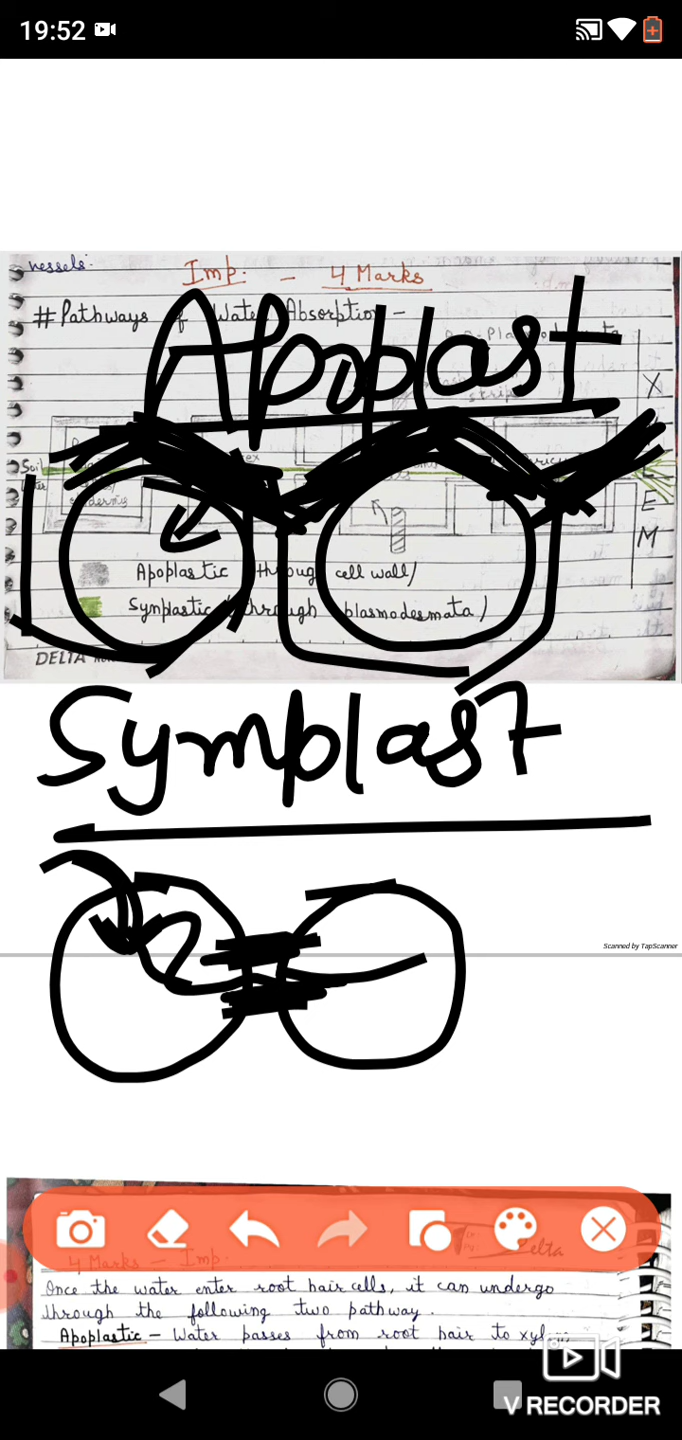 19:52
vessels.
Imp. - 4 Marks
# Pathways of Water Absorption -
Apoplast
Soil
X
E
M
Apoplastic through cell wall/
Symplastic through plasmodesmata/
DELTA
Symplast
Scanned by TapScanner
4 Marks - Imp.
Delta
Once the water enter root hair cells, it can undergo
through the following two pathway.
Apoplastic - Water passes from root hair to xylem
V RECORDER